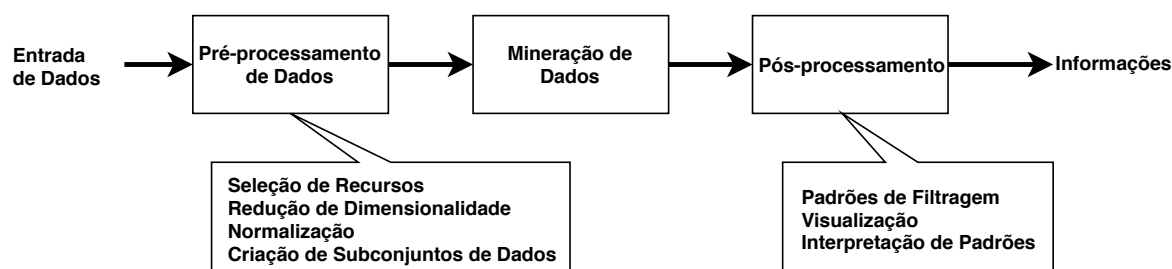 Entrada
de Dados
Pré-processamento
de Dados
Mineração de
Dados
Pós-processamento
Informações
Seleção de Recursos
Redução de Dimensionalidade
Normalização
Criação de Subconjuntos de Dados
Padrões de Filtragem
Visualização
Interpretação de Padrões